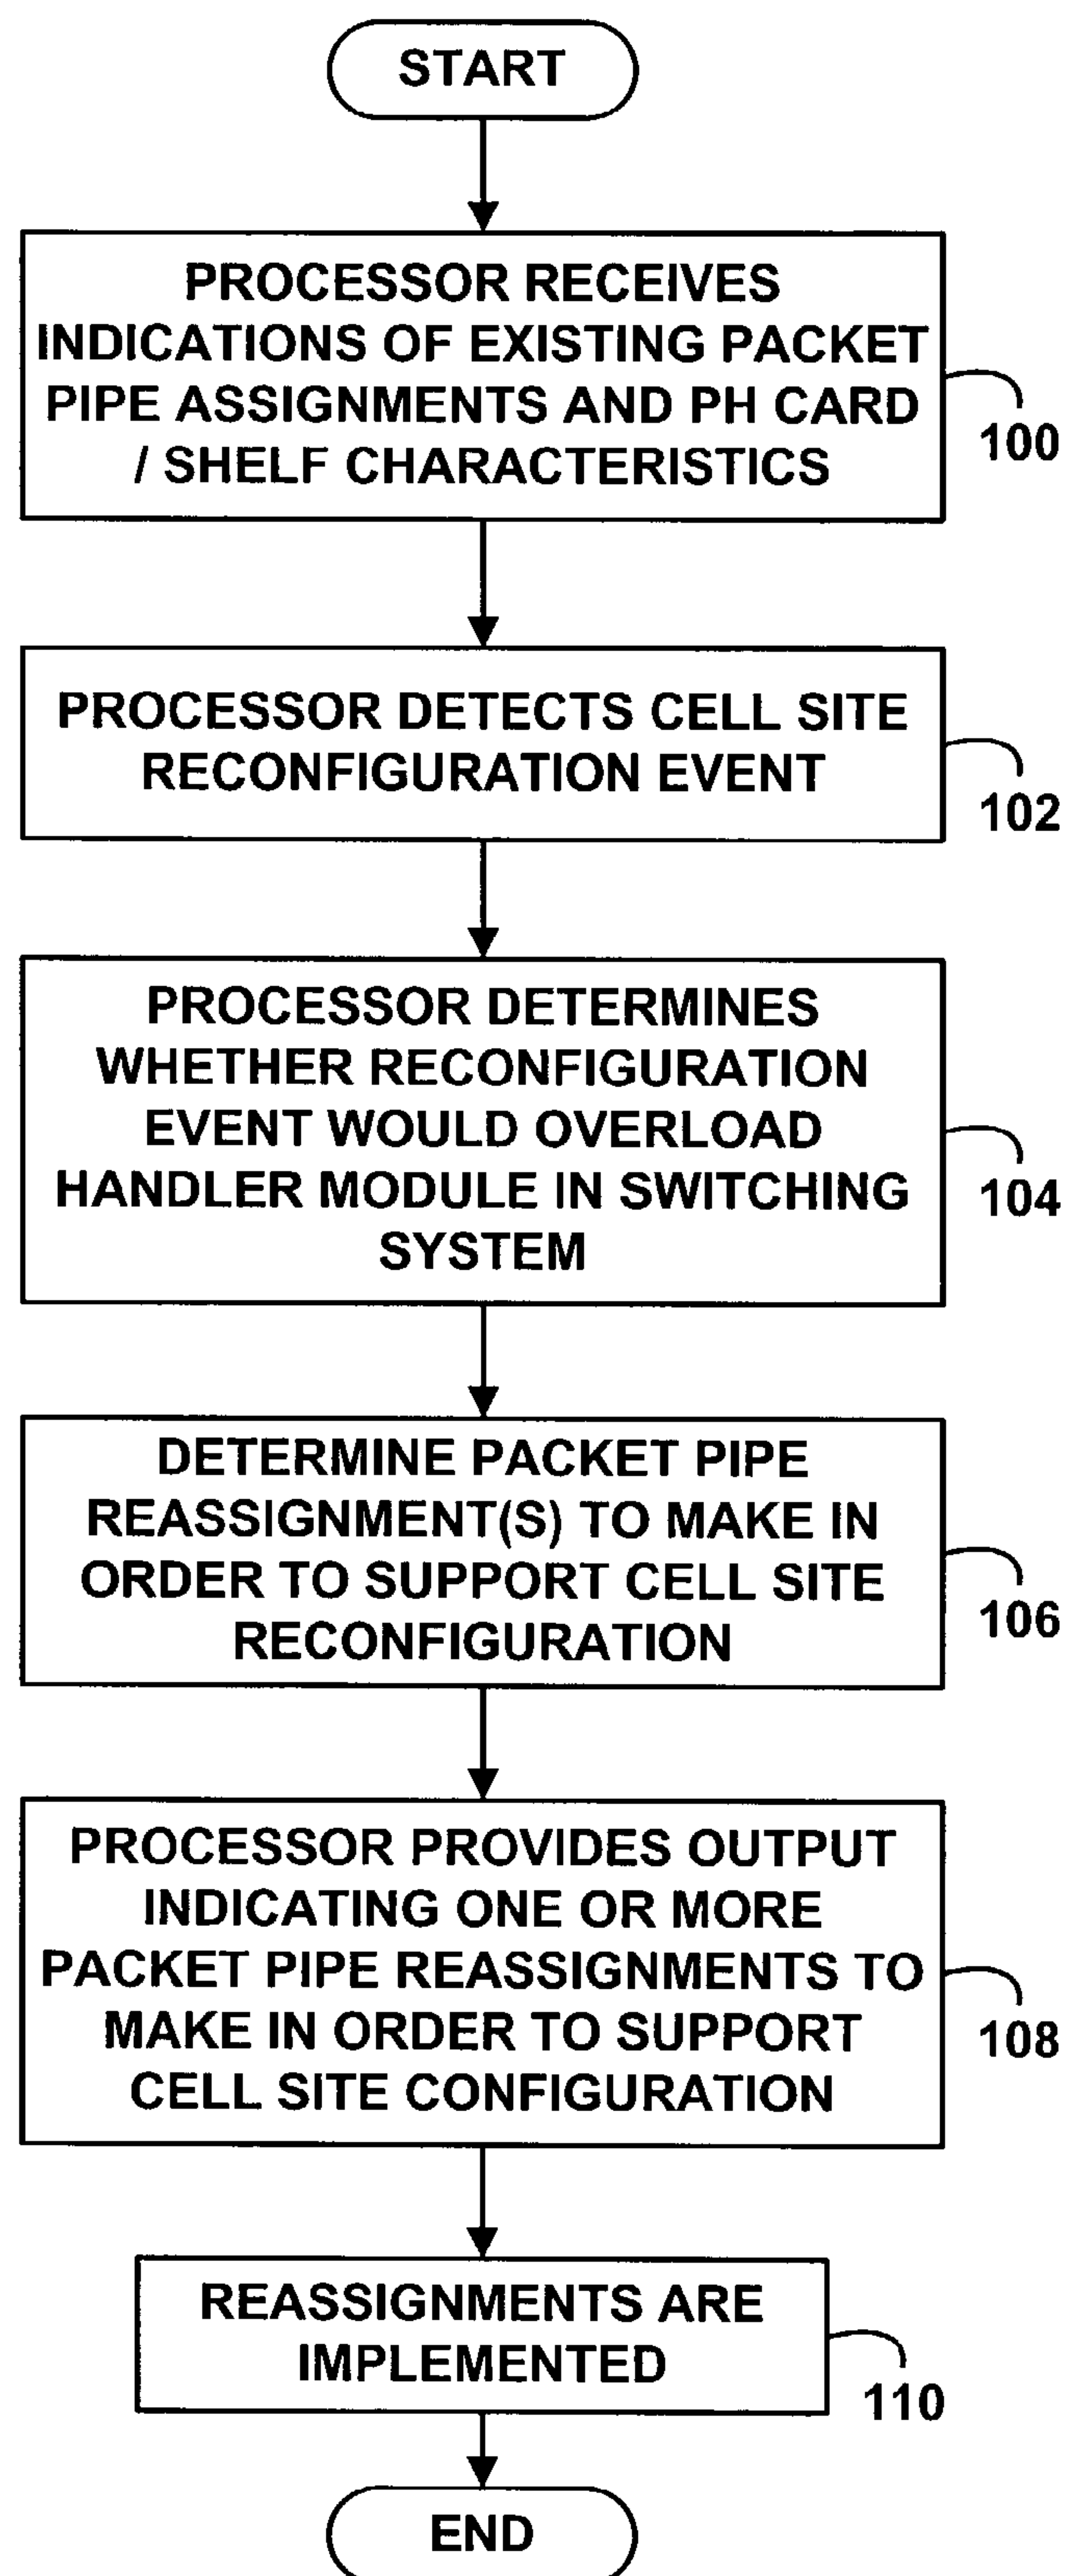 START
PROCESSOR RECEIVES
INDICATIONS OF EXISTING PACKET
PIPE ASSIGNMENTS AND PH CARD
/ SHELF CHARACTERISTICS
100
PROCESSOR DETECTS CELL SITE
RECONFIGURATION EVENT
102
PROCESSOR DETERMINES
WHETHER RECONFIGURATION
EVENT WOULD OVERLOAD
HANDLER MODULE IN SWITCHING
SYSTEM
104
DETERMINE PACKET PIPE
REASSIGNMENT(S) TO MAKE IN
ORDER TO SUPPORT CELL SITE
RECONFIGURATION
106
PROCESSOR PROVIDES OUTPUT
INDICATING ONE OR MORE
PACKET PIPE REASSIGNMENTS TO
MAKE IN ORDER TO SUPPORT
CELL SITE CONFIGURATION
108
REASSIGNMENTS ARE
IMPLEMENTED
110
END